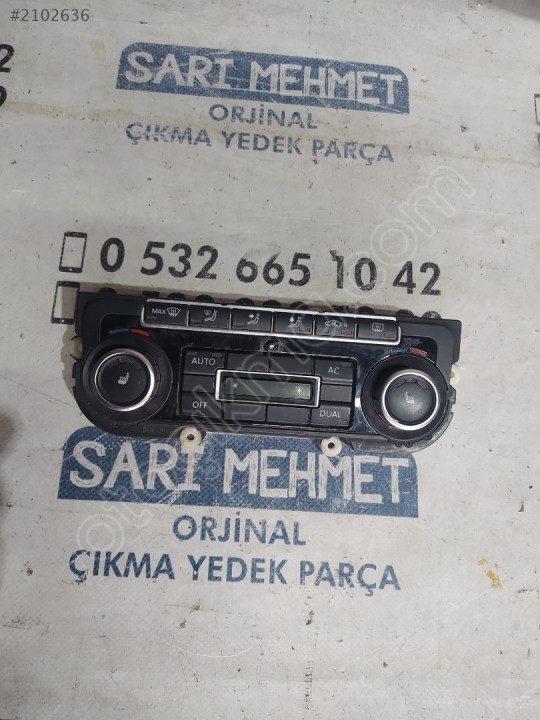 #2102636
SARI MEHMET
ORJİNAL
ÇIKMA YEDEK PARÇA
2
0 532 665 10 42
MAX
AUTO
AC
OFF
DUAL
SARI MEHMET
ORJİNAL
ÇIKMA YEDEK PARÇA